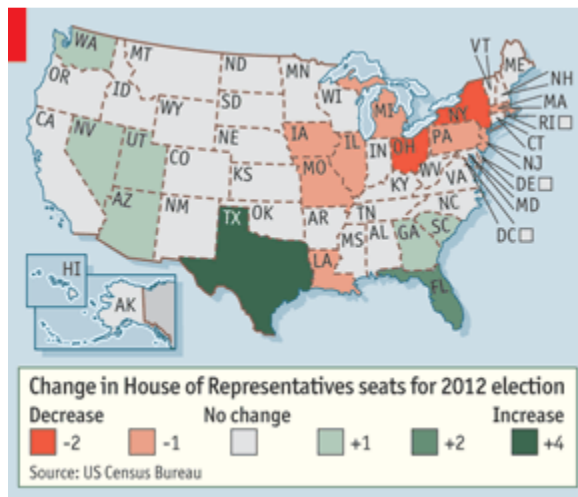 WA
MT
ND
MN
VT
ME
OR
ID
SD
WI
MI
NY
NH
MA
RI
CT
NJ
DE
MD
DC
WY
CA
NV
UT
CO
NE
IA
IL
IN
OH
PA
KS
MO
KY
WV
VA
AZ
NM
TX
OK
AR
TN
NC
SC
MS
AL
GA
LA
FL
HI
AK
Change in House of Representatives seats for 2012 election
Decrease No change Increase
-2 -1 +1 +2 +4
Source: US Census Bureau